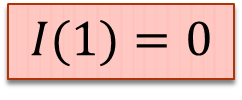 I(1) = 0